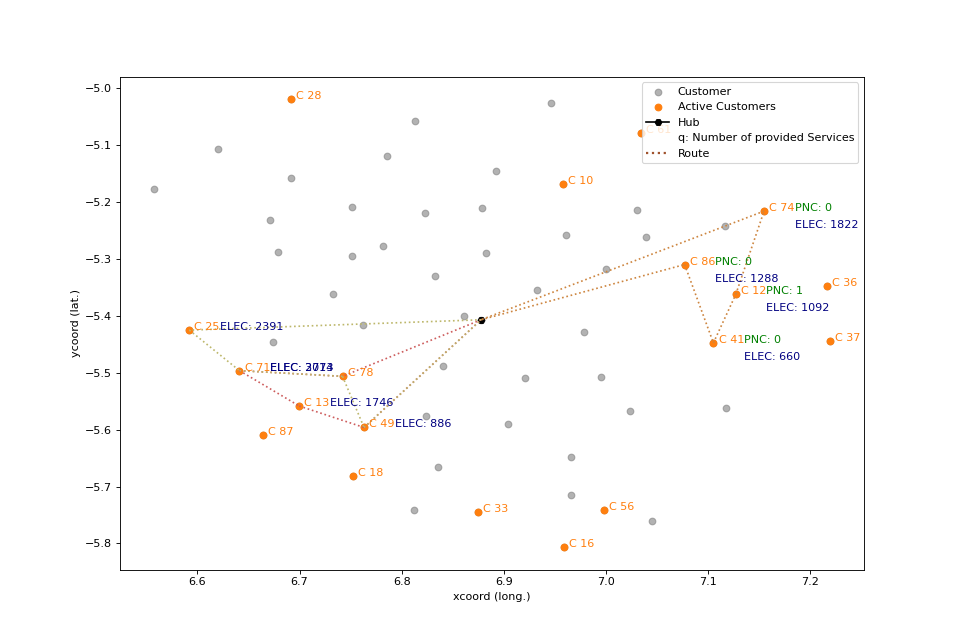 −5.0
−5.1
−5.2
−5.3
−5.4
−5.5
−5.6
−5.7
−5.8
ycoord (lat.)
6.6 6.7 6.8 6.9 7.0 7.1 7.2
xcoord (long.)
Customer
Active Customers
Hub
q: Number of provided Services
Route
C 28
C 10
C 74 PNC: 0
ELEC: 1822
C 86 PNC: 0
ELEC: 1288
C 36
C 12 PNC: 1
ELEC: 1092
C 25 ELEC: 2391
C 41 PNC: 0
C 37
ELEC: 660
C 71 ELEC:
C 78
C 13 ELEC: 1746
C 49 ELEC: 886
C 87
C 18
C 33
C 56
C 16